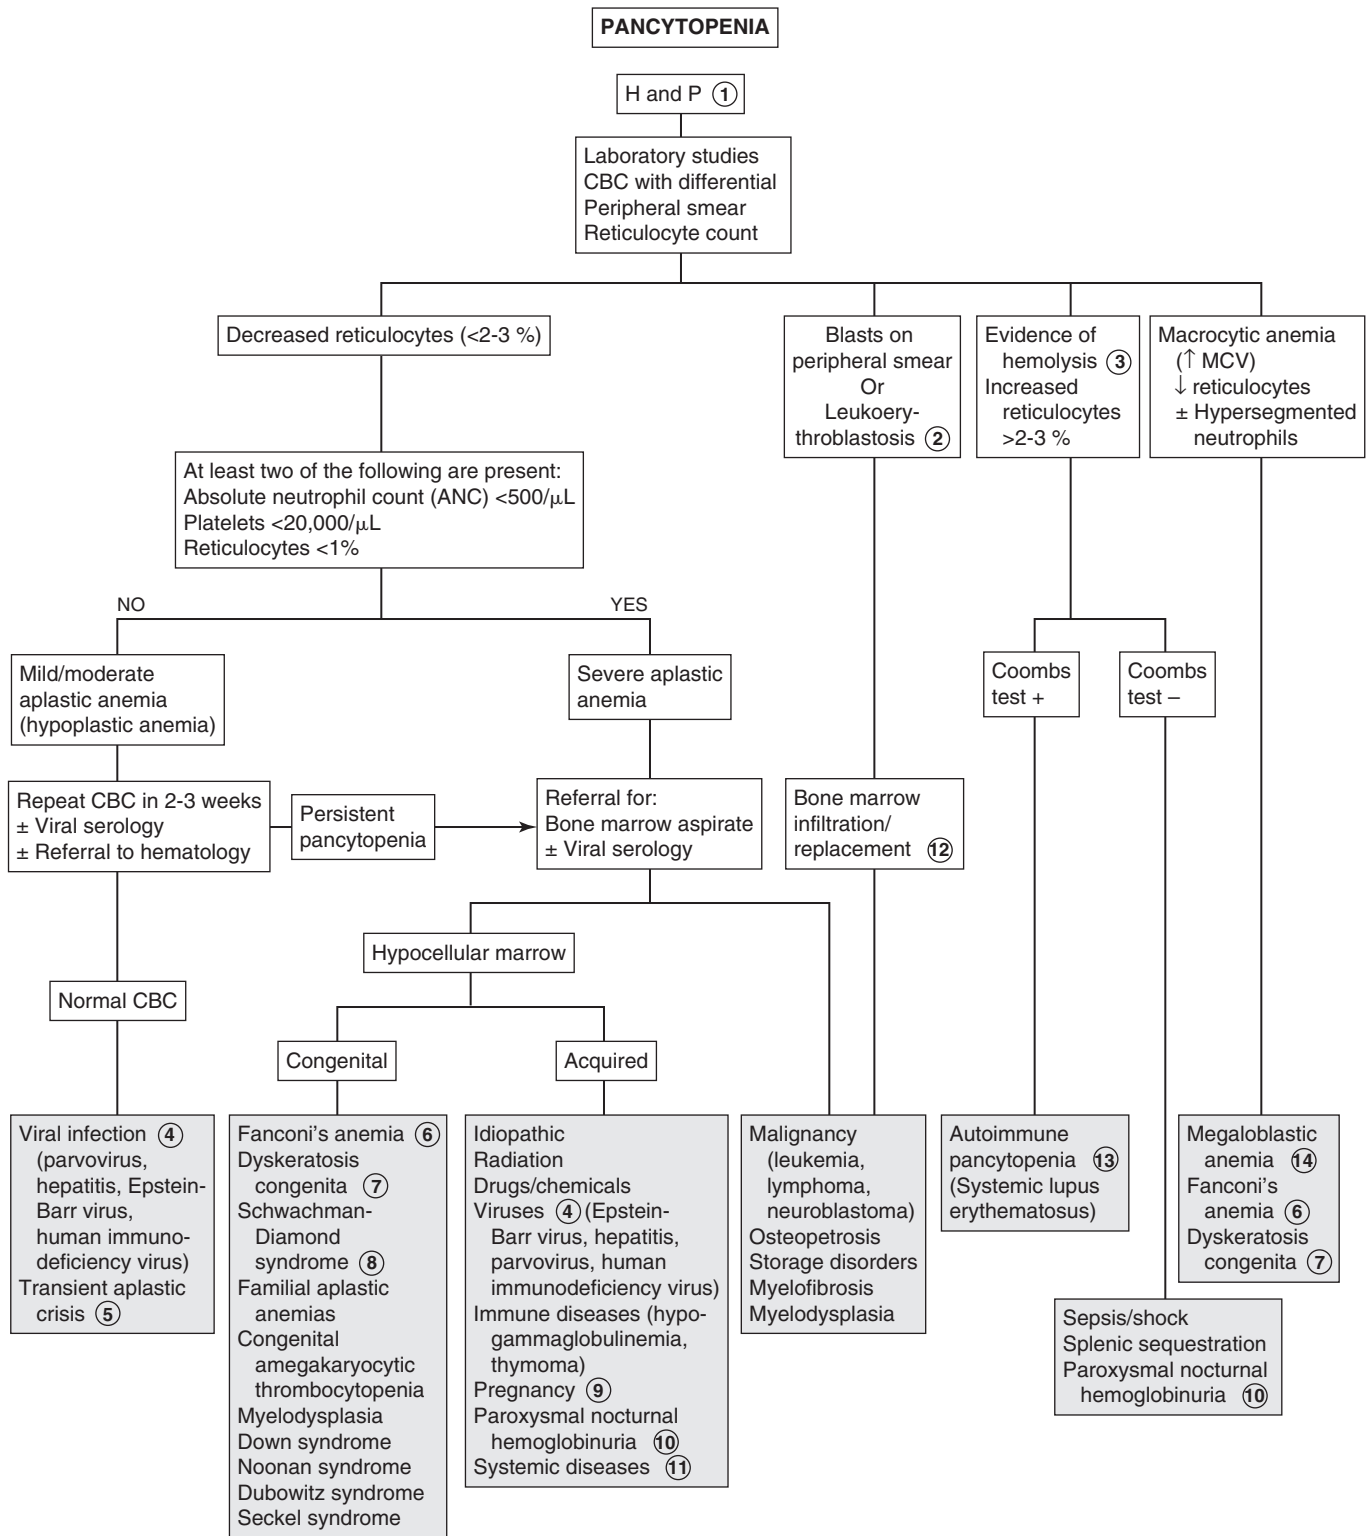 PANCYTOPENIA
H and P 1
Laboratory studies
CBC with differential
Peripheral smear
Reticulocyte count
Decreased reticulocytes (<2-3 %)
Blasts on
peripheral smear
Or
Leukoery-
throblastosis 2
Evidence of
hemolysis 3
Increased
reticulocytes
>2-3 %
Macrocytic anemia
(↑ MCV)
↓ reticulocytes
± Hypersegmented
neutrophils
At least two of the following are present:
Absolute neutrophil count (ANC) <500/μL
Platelets <20,000/μL
Reticulocytes <1%
NO
YES
Mild/moderate
aplastic anemia
(hypoplastic anemia)
Severe aplastic
anemia
Coombs
test +
Coombs
test –
Repeat CBC in 2-3 weeks
± Viral serology
± Referral to hematology
Persistent
pancytopenia
Referral for:
Bone marrow aspirate
± Viral serology
Bone marrow
infiltration/
replacement 12
Hypocellular marrow
Normal CBC
Congenital
Acquired
Viral infection 4
(parvovirus,
hepatitis, Epstein-
Barr virus,
human immuno-
deficiency virus)
Transient aplastic
crisis 5
Fanconi's anemia 6
Dyskeratosis
congenita 7
Schwachman-
Diamond
syndrome 8
Familial aplastic
anemias
Congenital
amegakaryocytic
thrombocytopenia
Myelodysplasia
Down syndrome
Noonan syndrome
Dubowitz syndrome
Seckel syndrome
Idiopathic
Radiation
Drugs/chemicals
Viruses 4 (Epstein-
Barr virus, hepatitis,
parvovirus, human
immunodeficiency virus)
Immune diseases (hypo-
gammaglobulinemia,
thymoma)
Pregnancy 9
Paroxysmal nocturnal
hemoglobinuria 10
Systemic diseases 11
Malignancy
(leukemia,
lymphoma,
neuroblastoma)
Osteopetrosis
Storage disorders
Myelofibrosis
Myelodysplasia
Autoimmune
pancytopenia 13
(Systemic lupus
erythematosus)
Sepsis/shock
Splenic sequestration
Paroxysmal nocturnal
hemoglobinuria 10
Megaloblastic
anemia 14
Fanconi's
anemia 6
Dyskeratosis
congenita 7